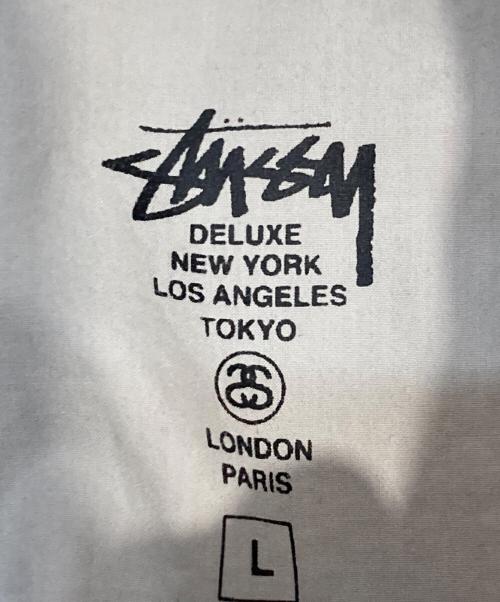 Stüssy
DELUXE
NEW YORK
LOS ANGELES
TOKYO
LONDON
PARIS
L